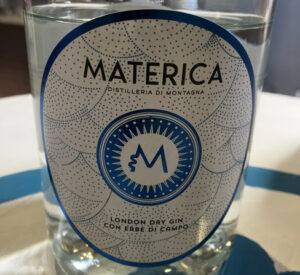 MATERICA
DISTILLERIA DI MONTAGNA
M
LONDON DRY GIN
CON ERBE DI CAMPO